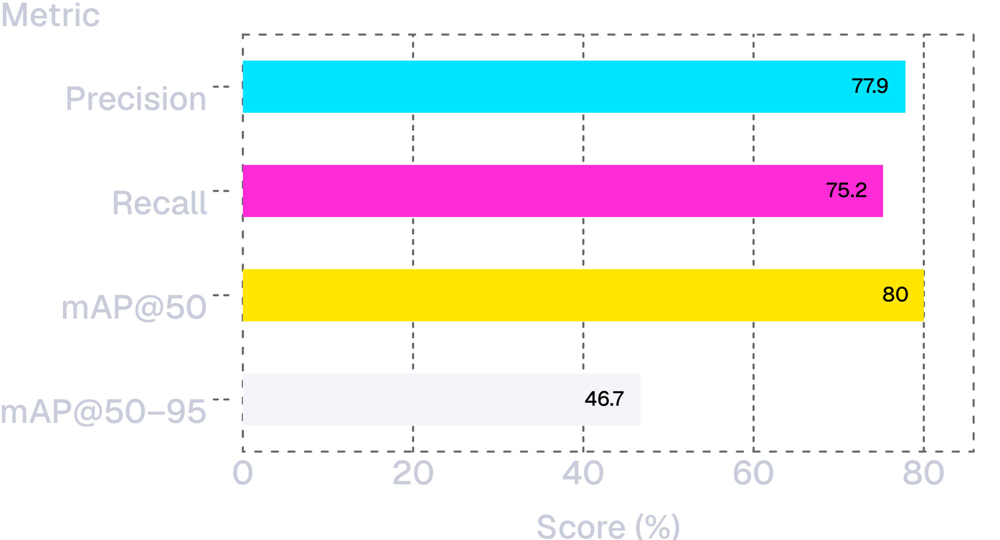 Metric
Precision
77.9
Recall
75.2
mAP@50
80
mAP@50–95
46.7
0 20 40 60 80
Score (%)